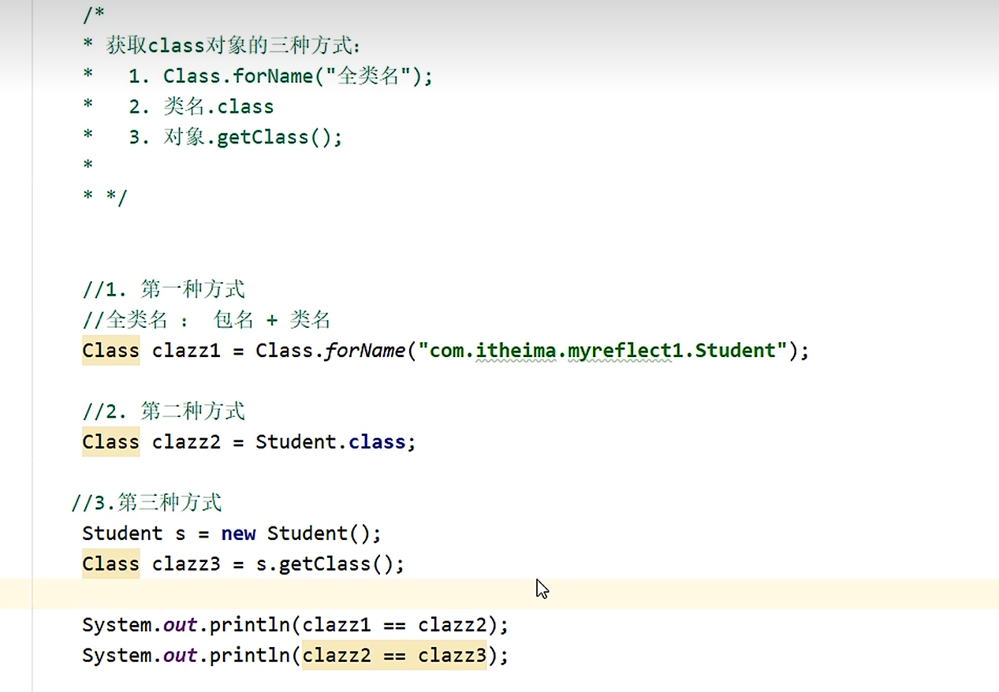 /*
* 获取class对象的三种方式：
* 1. Class.forName("全类名");
* 2. 类名.class
* 3. 对象.getClass();
*
* */
//1. 第一种方式
//全类名 ： 包名 + 类名
Class clazz1 = Class.forName("com.itheima.myreflect1.Student");
//2. 第二种方式
Class clazz2 = Student.class;
//3.第三种方式
Student s = new Student();
Class clazz3 = s.getClass();
System.out.println(clazz1 == clazz2);
System.out.println(clazz2 == clazz3);